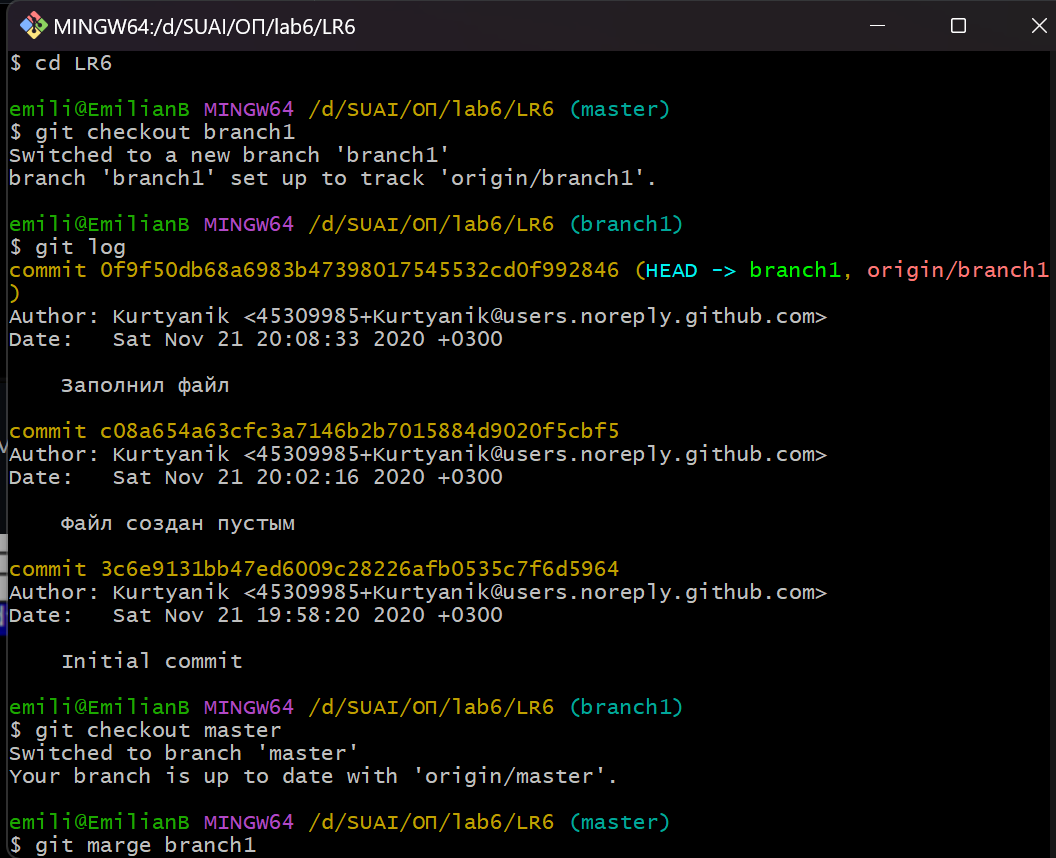 MINGW64:/d/SUAI/ОП/lab6/LR6
$ cd LR6
emili@EmilianB MINGW64 /d/SUAI/ОП/lab6/LR6 (master)
$ git checkout branch1
Switched to a new branch 'branch1'
branch 'branch1' set up to track 'origin/branch1'.
emili@EmilianB MINGW64 /d/SUAI/ОП/lab6/LR6 (branch1)
$ git log
commit 0f9f50db68a6983b47398017545532cd0f992846 (HEAD -> branch1, origin/branch1
)
Author: Kurtyanik <45309985+Kurtyanik@users.noreply.github.com>
Date:   Sat Nov 21 20:08:33 2020 +0300
Заполнил файл
commit c08a654a63cfc3a7146b2b7015884d9020f5cbf5
Author: Kurtyanik <45309985+Kurtyanik@users.noreply.github.com>
Date:   Sat Nov 21 20:02:16 2020 +0300
Файл создан пустым
commit 3c6e9131bb47ed6009c28226afb0535c7f6d5964
Author: Kurtyanik <45309985+Kurtyanik@users.noreply.github.com>
Date:   Sat Nov 21 19:58:20 2020 +0300
Initial commit
emili@EmilianB MINGW64 /d/SUAI/ОП/lab6/LR6 (branch1)
$ git checkout master
Switched to branch 'master'
Your branch is up to date with 'origin/master'.
emili@EmilianB MINGW64 /d/SUAI/ОП/lab6/LR6 (master)
$ git marge branch1